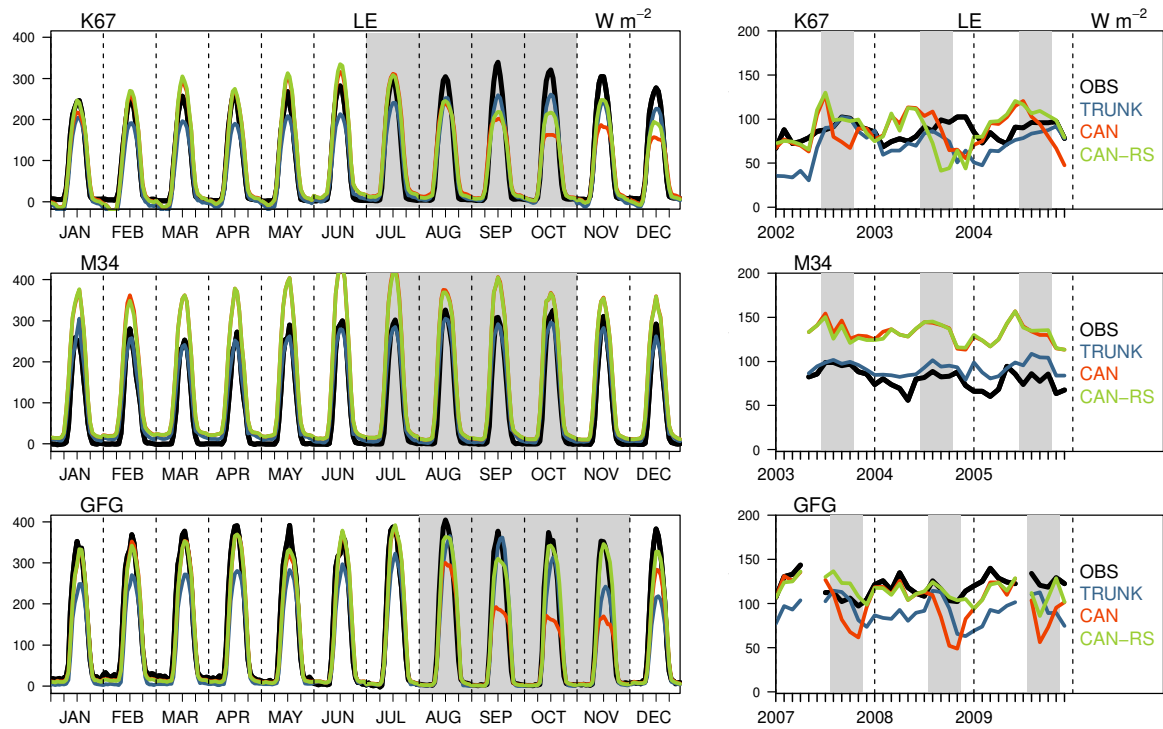 K67 LE W m−2
400
300
200
100
0
JAN FEB MAR APR MAY JUN JUL AUG SEP OCT NOV DEC
K67 LE W m−2
200
150
100
50
0
2002 2003 2004
OBS
TRUNK
CAN
CAN−RS
M34
400
300
200
100
0
JAN FEB MAR APR MAY JUN JUL AUG SEP OCT NOV DEC
M34
200
150
100
50
0
2003 2004 2005
OBS
TRUNK
CAN
CAN−RS
GFG
400
300
200
100
0
JAN FEB MAR APR MAY JUN JUL AUG SEP OCT NOV DEC
GFG
200
150
100
50
0
2007 2008 2009
OBS
TRUNK
CAN
CAN−RS